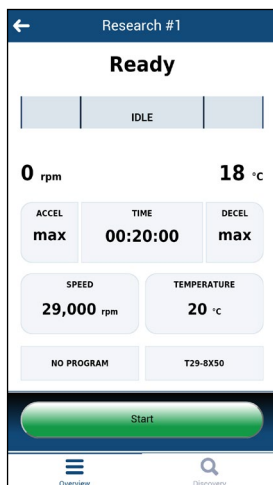 Research #1
Ready
IDLE
0 rpm
18 °C
ACCEL
max
TIME
00:20:00
DECEL
max
SPEED
29,000 rpm
TEMPERATURE
20 °C
NO PROGRAM
T29-8X50
Start
Overview
Discovery